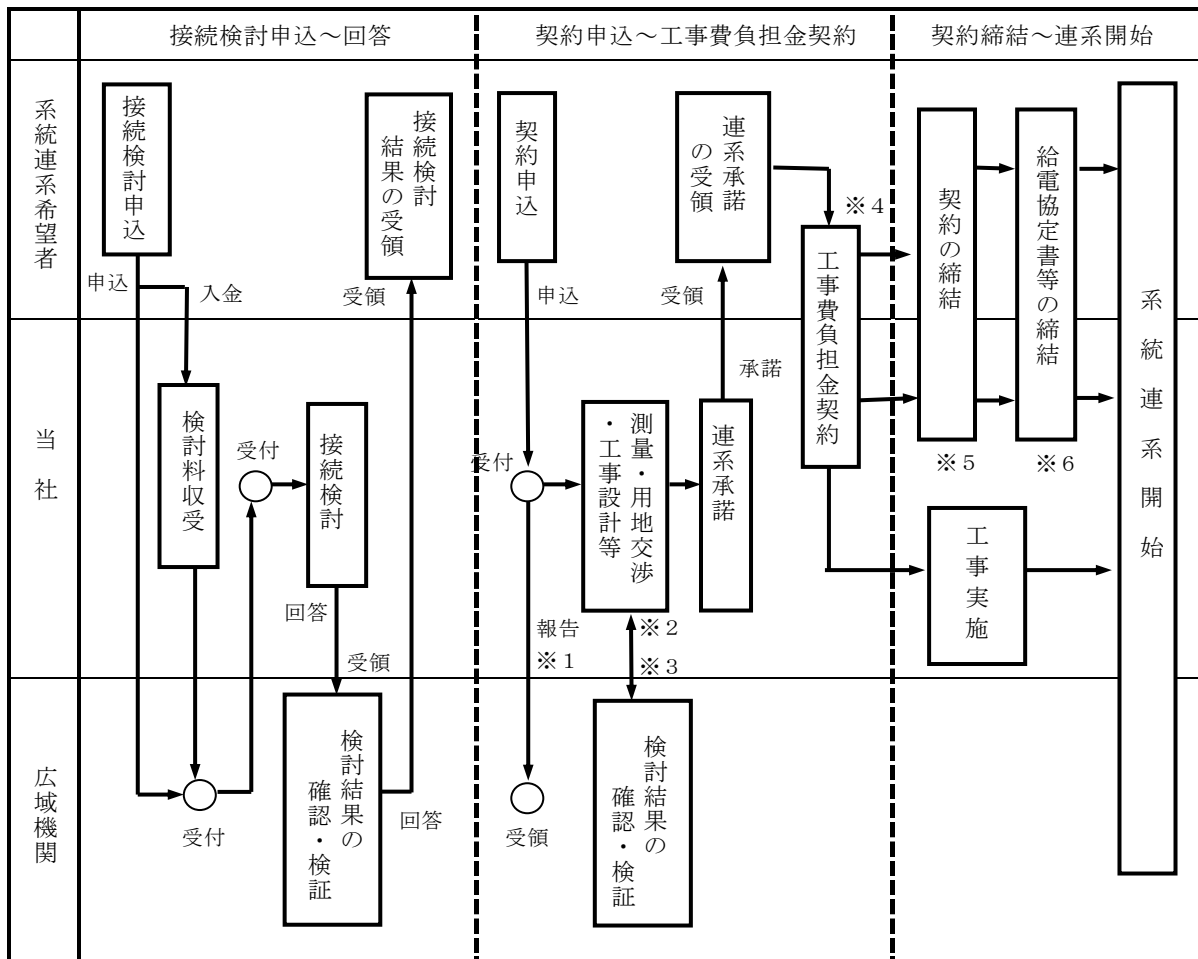 接続検討申込～回答
契約申込～工事費負担金契約
契約締結～連系開始
系統連系希望者
接続検討申込
接続検討
結果の受領
契約申込
連系承諾
の受領
※４
契約の締結
給電協定書等の締結
系統連系開始
申込
入金
受領
申込
受領
工事費負担金契約
当社
検討料収受
受付
接続検討
受付
測量・用地交渉
・工事設計等
承諾
連系承諾
※５
※６
工事実施
回答
受領
報告
※１
※２
※３
広域機関
受付
検討結果の
確認・検証
回答
受領
検討結果の
確認・検証